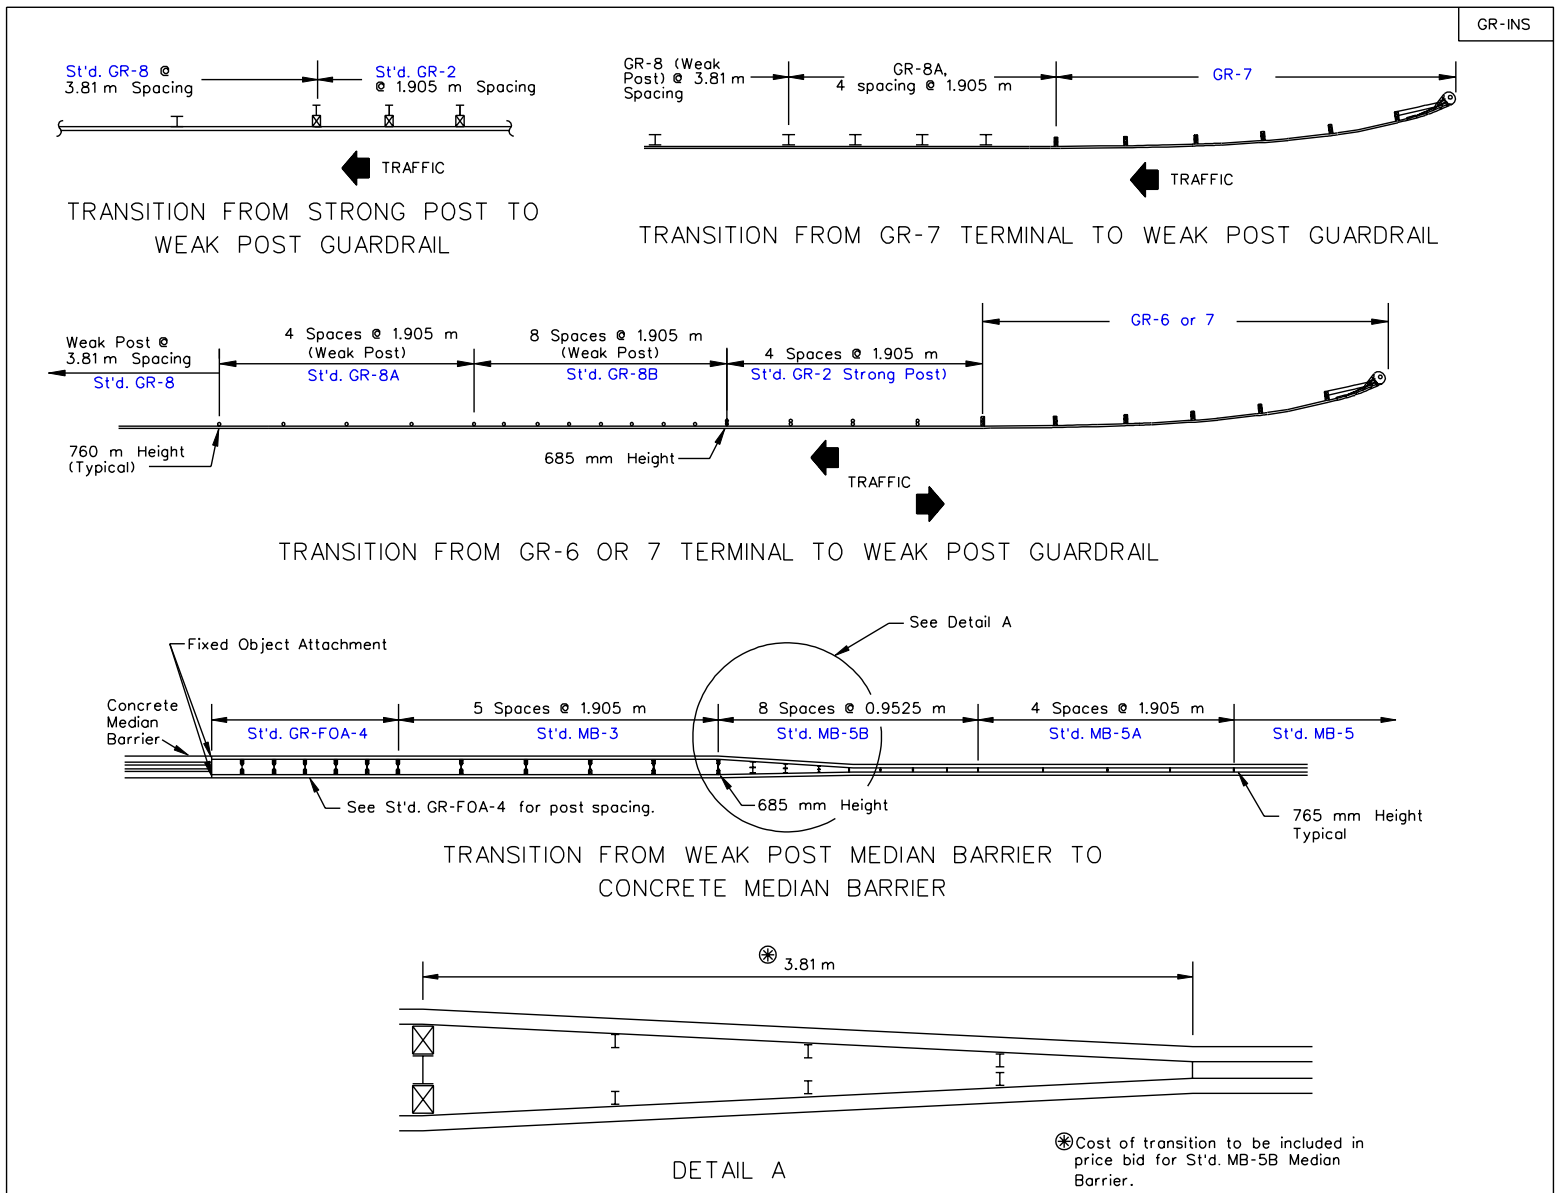 GR-INS
St'd. GR-8 @
3.81 m Spacing
St'd. GR-2
@ 1.905 m Spacing
TRAFFIC
TRANSITION FROM STRONG POST TO
WEAK POST GUARDRAIL
GR-8 (Weak
Post) @ 3.81 m
Spacing
GR-8A,
4 spacing @ 1.905 m
GR-7
TRAFFIC
TRANSITION FROM GR-7 TERMINAL TO WEAK POST GUARDRAIL
Weak Post @
3.81 m Spacing
St'd. GR-8
4 Spaces @ 1.905 m
(Weak Post)
St'd. GR-8A
8 Spaces @ 1.905 m
(Weak Post)
St'd. GR-8B
4 Spaces @ 1.905 m
St'd. GR-2 Strong Post)
GR-6 or 7
760 m Height
(Typical)
685 mm Height
TRAFFIC
TRANSITION FROM GR-6 OR 7 TERMINAL TO WEAK POST GUARDRAIL
Fixed Object Attachment
See Detail A
Concrete
Median
Barrier
St'd. GR-FOA-4
5 Spaces @ 1.905 m
St'd. MB-3
8 Spaces @ 0.9525 m
St'd. MB-5B
4 Spaces @ 1.905 m
St'd. MB-5A
St'd. MB-5
See St'd. GR-FOA-4 for post spacing.
685 mm Height
765 mm Height
Typical
TRANSITION FROM WEAK POST MEDIAN BARRIER TO
CONCRETE MEDIAN BARRIER
3.81 m
DETAIL A
Cost of transition to be included in
price bid for St'd. MB-5B Median
Barrier.